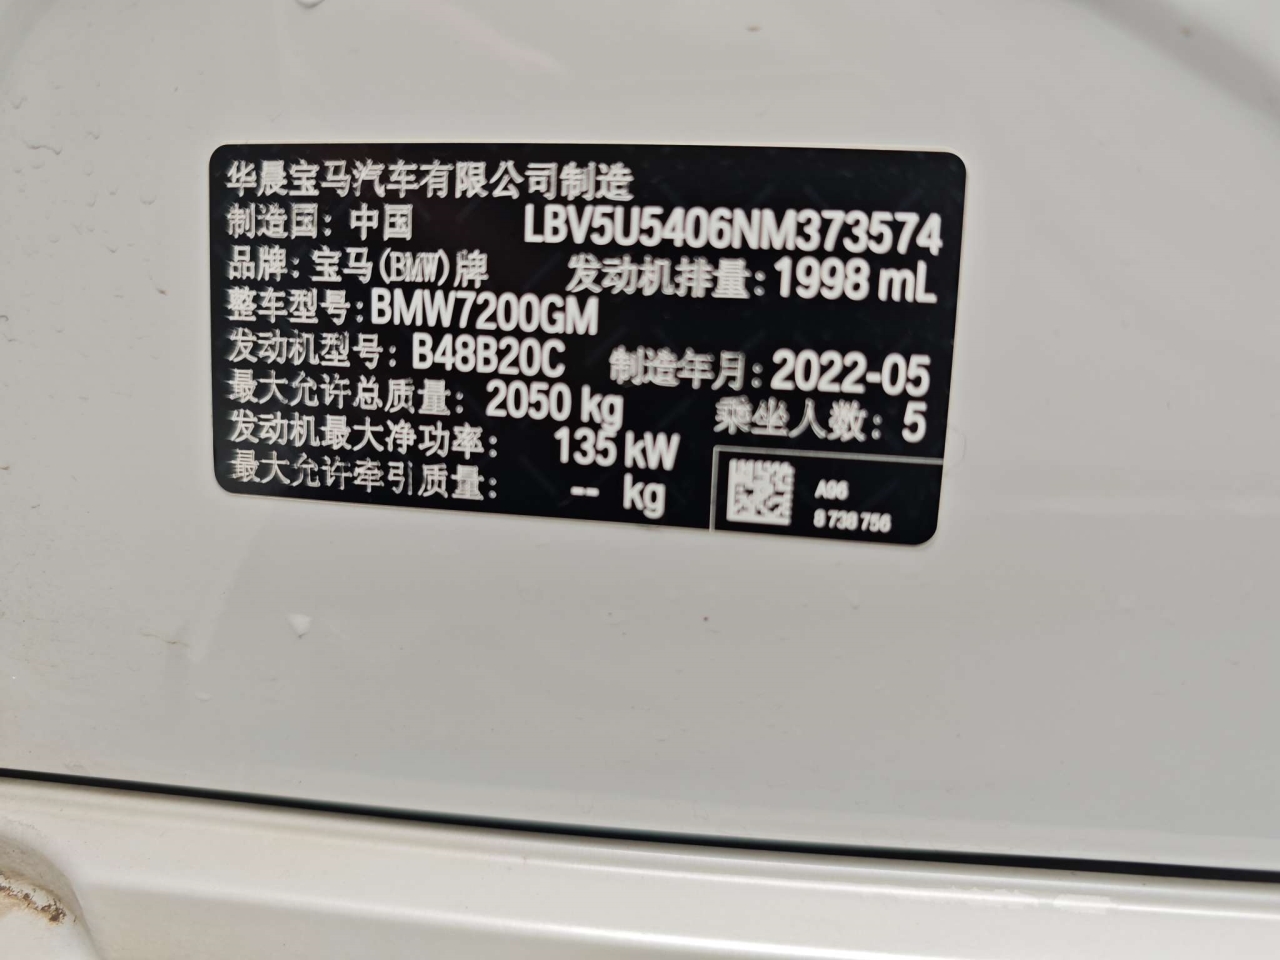 华晨宝马汽车有限公司制造
制造国：中国 LBV5U5406NM373574
品牌：宝马(BMW)牌 发动机排量：1998 mL
整车型号：BMW7200GM
发动机型号：B48B20C 制造年月：2022-05
最大允许总质量：2050 kg 乘坐人数：5
发动机最大净功率：135 kW
最大允许牵引质量：-- kg
A96
8 738 756